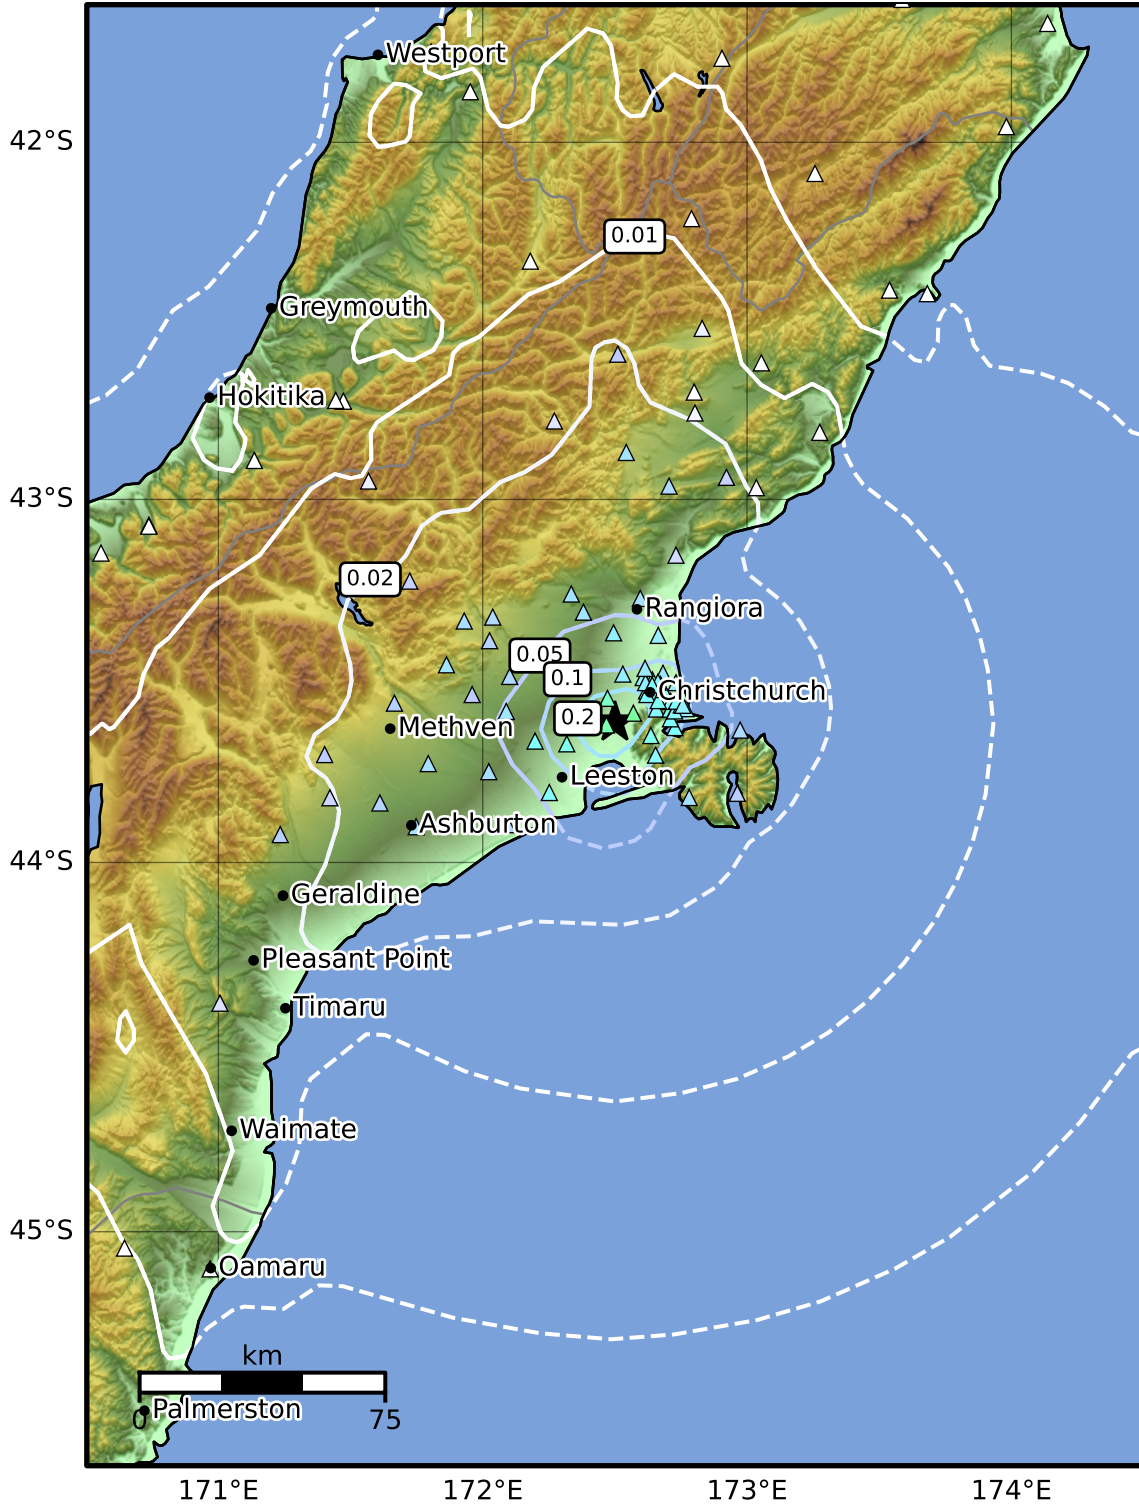 Westport
42°S
0.01
Greymouth
Hokitika
43°S
0.02
Rangiora
0.05
0.1
Christchurch
0.2
Methven
Leeston
Ashburton
44°S
Geraldine
Pleasant Point
Timaru
Waimate
45°S
Oamaru
km
0 75
Palmerston
171°E 172°E 173°E 174°E